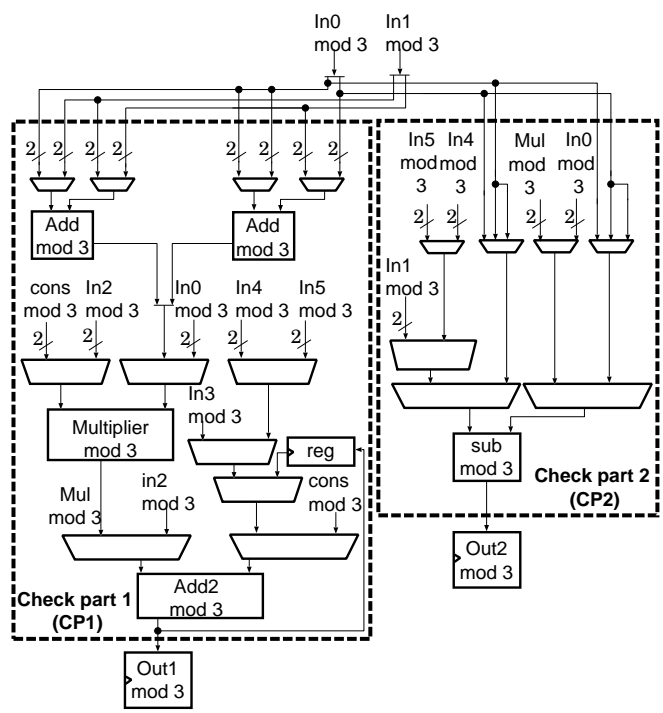 In0
mod 3
In1
mod 3
2
2
2
2
2
2
2
2
Add
mod 3
Add
mod 3
In5
mod
3
In4
mod
3
Mul
mod
3
In0
mod
3
2
2
2
2
In1
mod 3
2
cons
mod 3
In2
mod 3
In0
mod 3
In4
mod 3
In5
mod 3
2
2
2
2
2
Multiplier
mod 3
In3
mod 3
reg
sub
mod 3
Check part 2
(CP2)
Mul
mod 3
in2
mod 3
cons
mod 3
Add2
mod 3
Check part 1
(CP1)
Out2
mod 3
Out1
mod 3